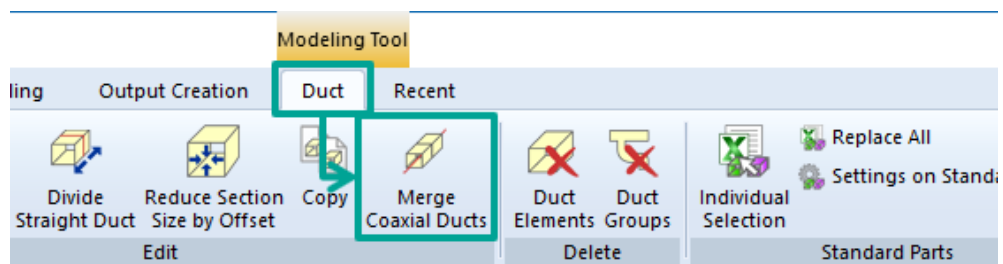 Modeling Tool
ling Output Creation Duct Recent
Divide
Straight Duct
Reduce Section
Size by Offset
Copy
Merge
Coaxial Ducts
Edit
Duct
Elements
Duct
Groups
Delete
Individual
Selection
Replace All
Settings on Standa
Standard Parts